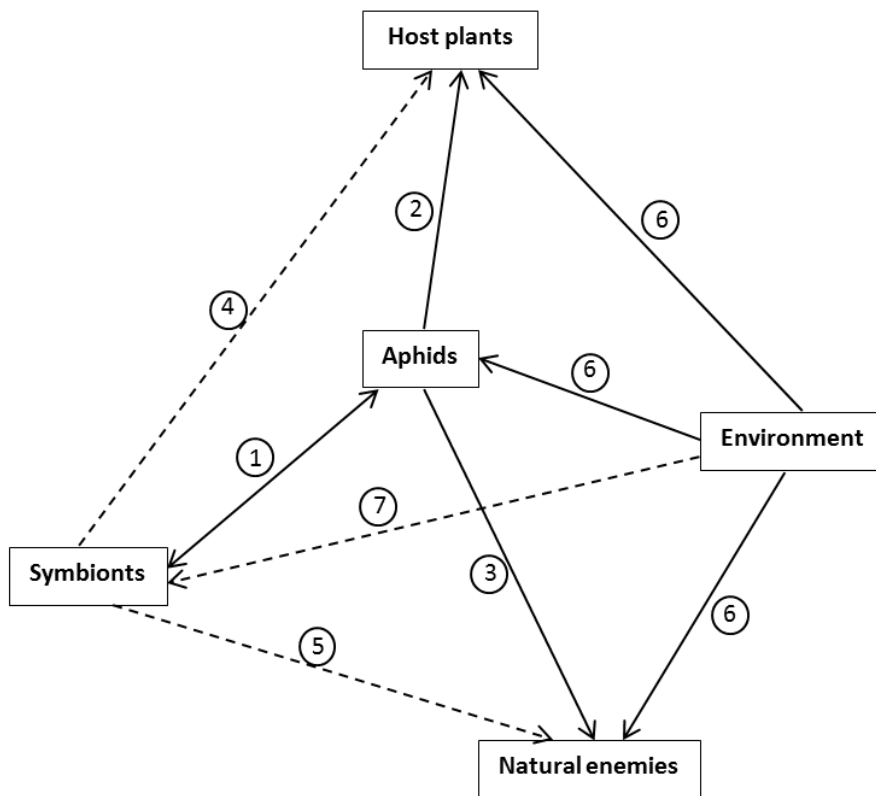 Host plants
2
6
4
Aphids
6
Environment
1
7
Symbionts
3
6
5
Natural enemies